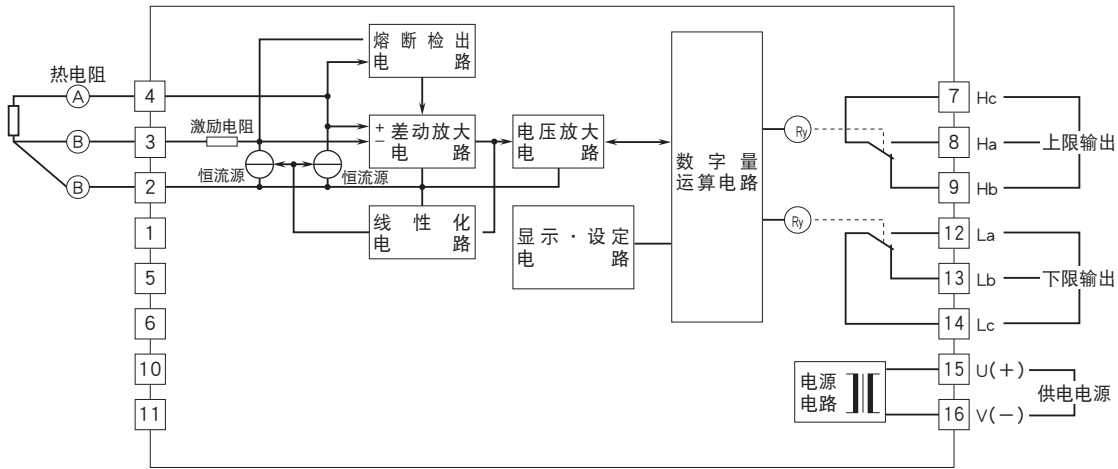 熔断检出
电路
热电阻
A
4
7
Hc
激励电阻
+
−
差动放大
电路
电压放大
电路
Ry
B
3
8
Ha
上限输出
数字量
运算电路
恒流源
恒流源
B
2
9
Hb
线性化
电路
显示·设定
电路
Ry
1
12
La
5
13
Lb
下限输出
6
14
Lc
10
电源
电路
15
U(+)
供电电源
11
16
V(−)